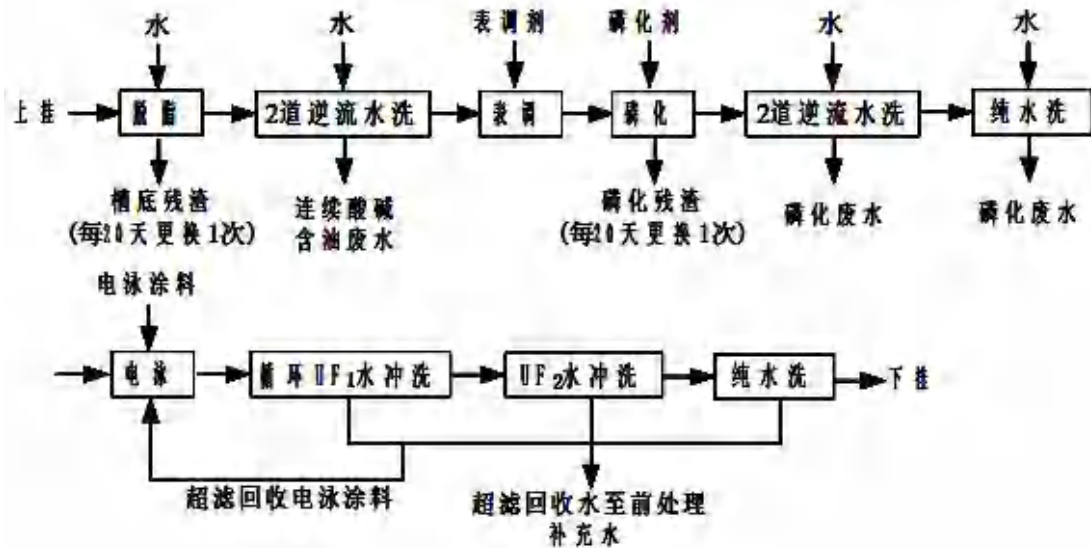 水 水 表调剂 磷化剂 水 水
上挂 脱脂 2道逆流水洗 表调 磷化 2道逆流水洗 纯水洗
槽底残渣 连续酸碱 磷化残渣 磷化废水 磷化废水
(每20天更换1次) 含油废水 (每20天更换1次)
电泳涂料
电泳 循环UF1水冲洗 UF2水冲洗 纯水洗 下挂
超滤回收电泳涂料 超滤回收水至前处理
补充水